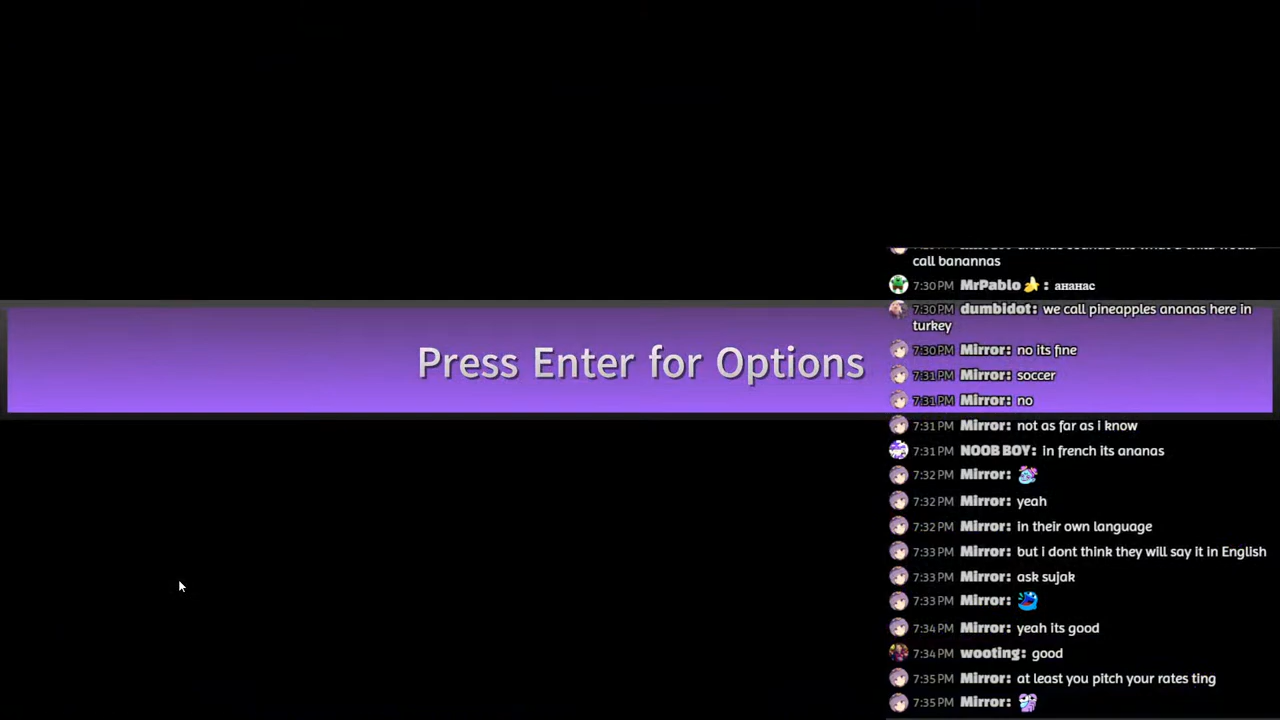 call banannas
7:30 PM MrPablo🍌: ананас
7:30 PM dumbidot: we call pineapples ananas here in
turkey
7:30 PM Mirror: no its fine
7:31 PM Mirror: soccer
Press Enter for Options
7:31 PM Mirror: no
7:31 PM Mirror: not as far as i know
7:31 PM NOOB BOY: in french its ananas
7:32 PM Mirror:
7:32 PM Mirror: yeah
7:32 PM Mirror: in their own language
7:33 PM Mirror: but i dont think they will say it in English
7:33 PM Mirror: ask sujak
7:33 PM Mirror:
7:34 PM Mirror: yeah its good
7:34 PM wooting: good
7:35 PM Mirror: at least you pitch your rates ting
7:35 PM Mirror: